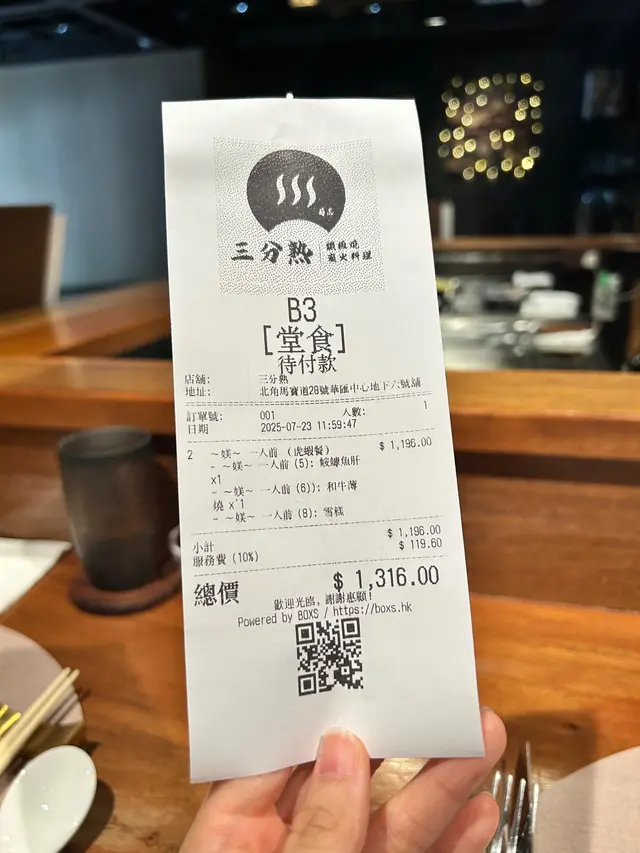 三分熟 鐵板燒
炭火料理
B3
[堂食]
待付款
店舖: 三分熟
地址: 北角馬寶道28號華匯中心地下六號舖
訂單號: 001 人數: 1
日期 2025-07-23 11:59:47
2 ~媄~ 一人前 (虎蝦餐) $ 1,196.00
- ~媄~ 一人前 (5): 鮟鱇魚肝
x1
- ~媄~ 一人前 (6)): 和牛薄
燒 x 1
- ~媄~ 一人前 (8): 雪糕
小計 $ 1,196.00
服務費 (10%) $ 119.60
總價 $ 1,316.00
歡迎光臨, 謝謝惠顧!
Powered by BOXS / https://boxs.hk